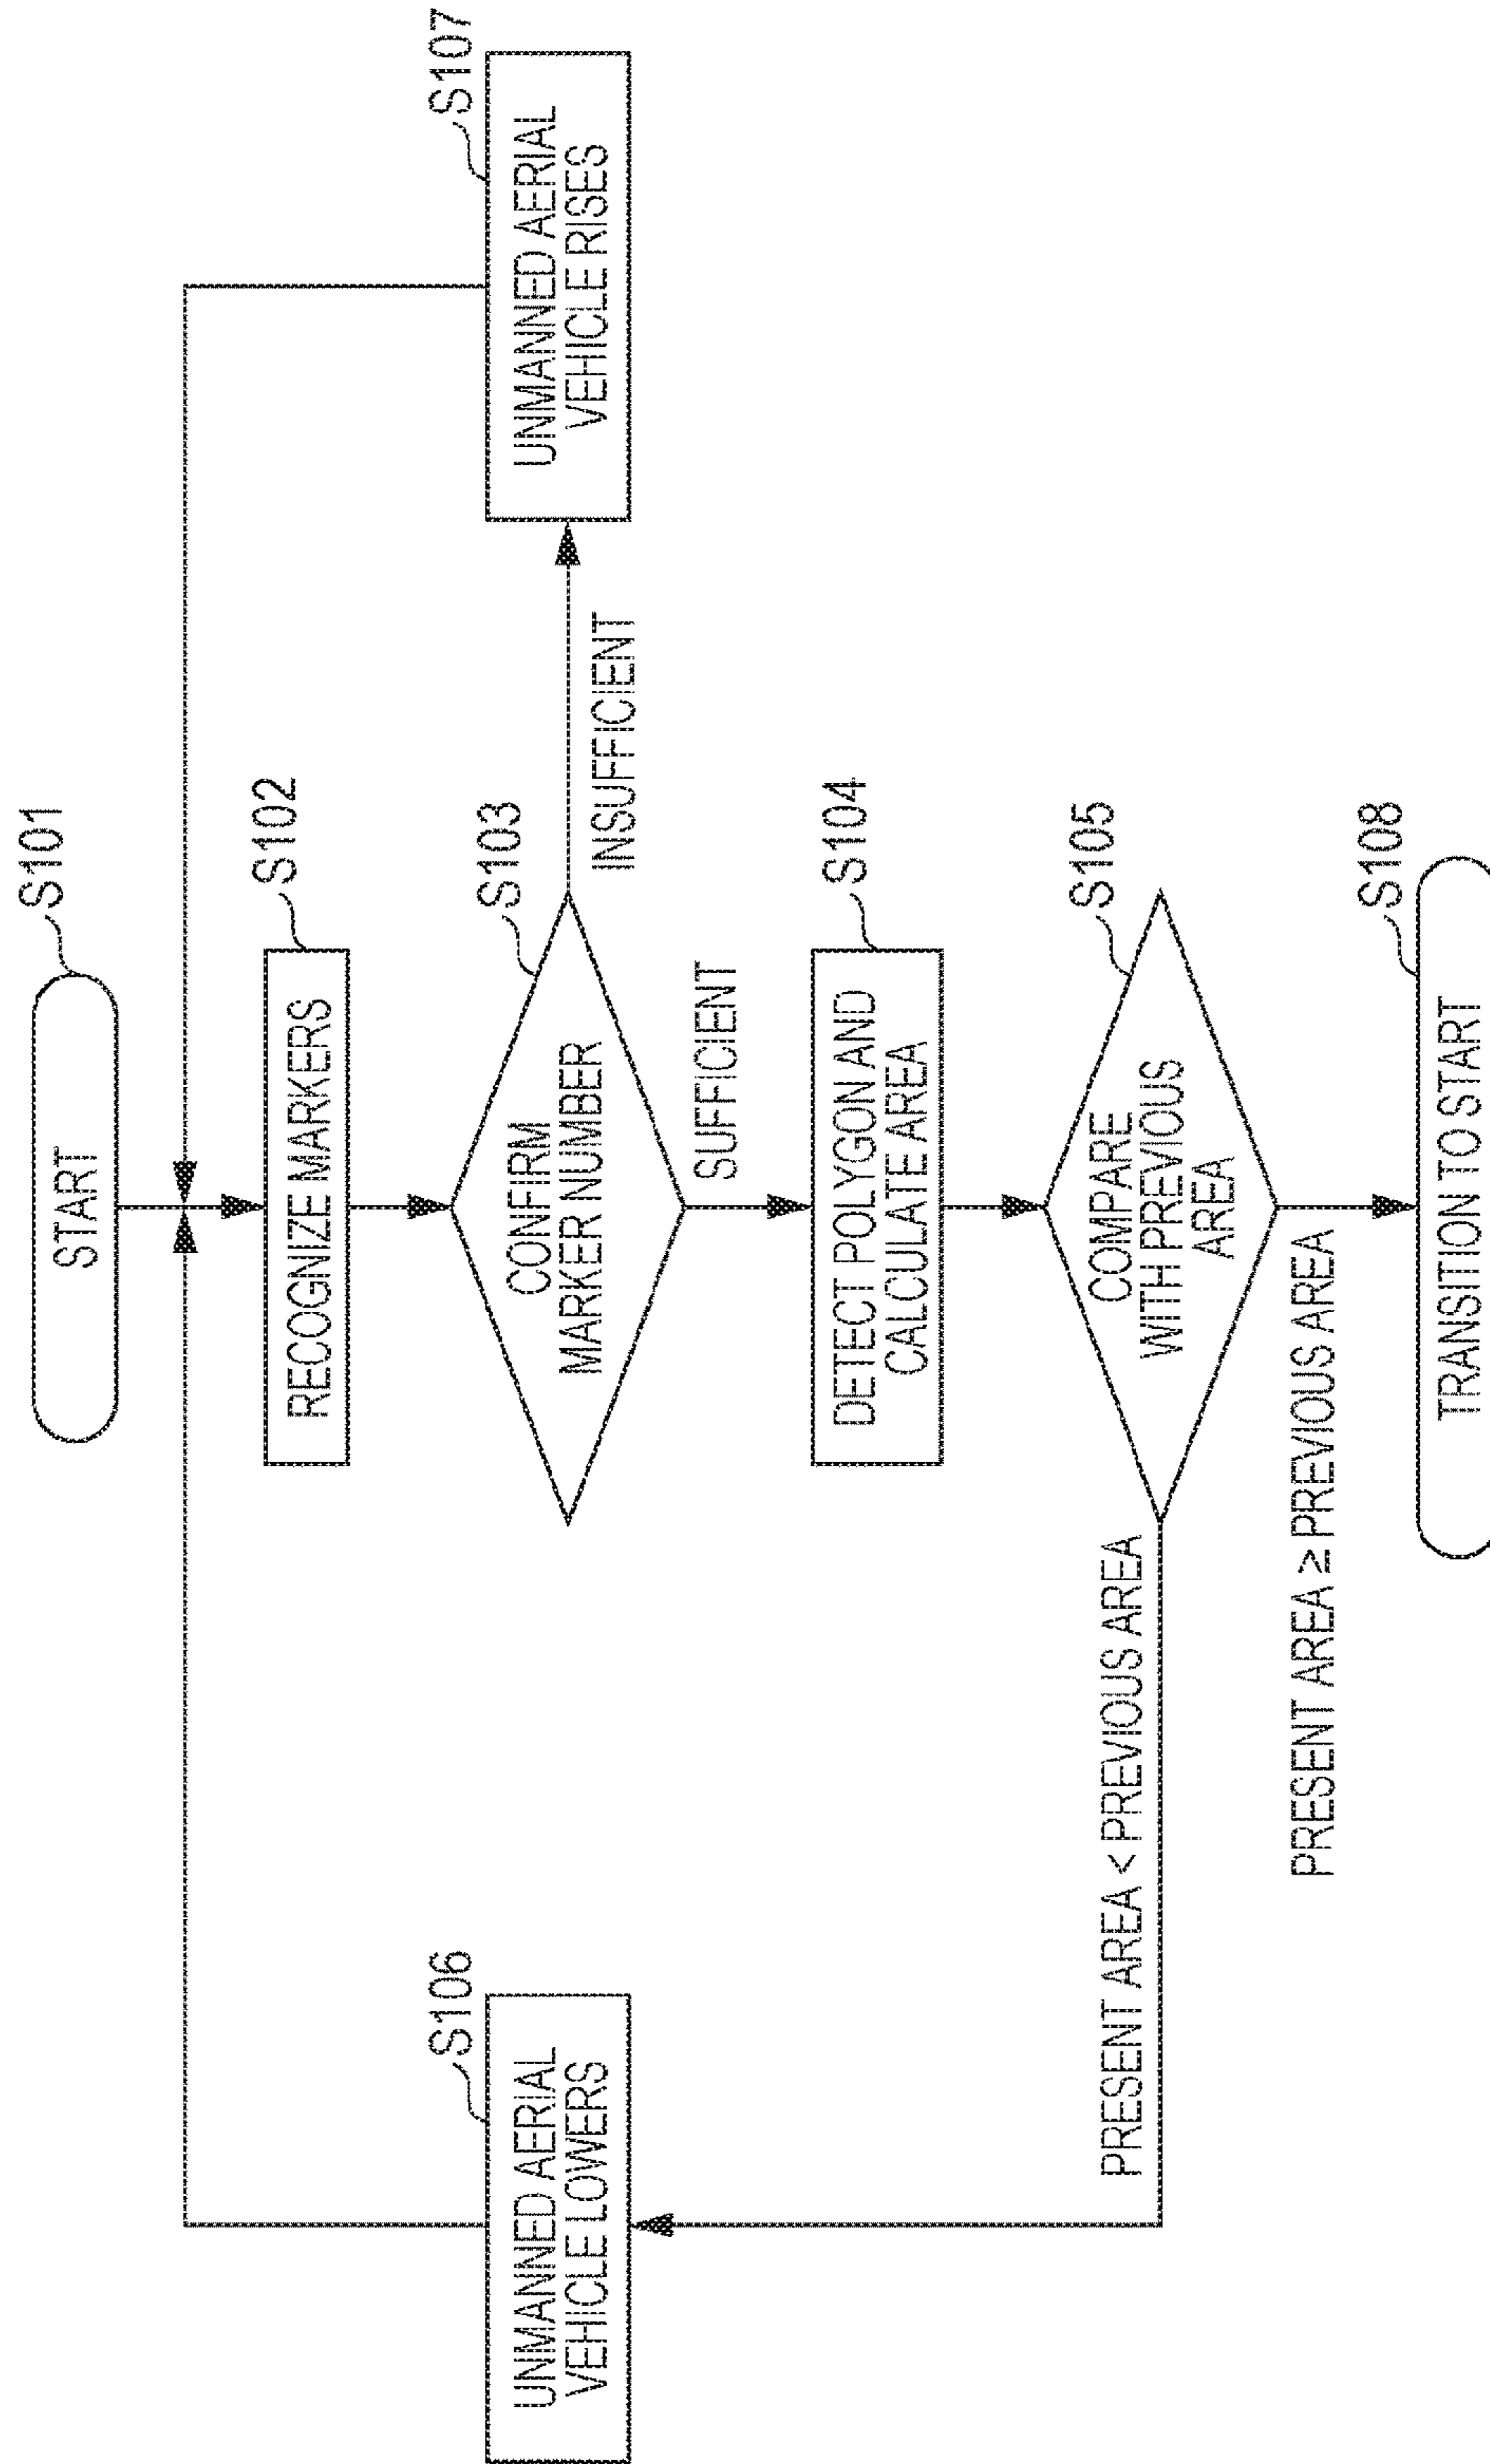 START
S101
RECOGNIZE MARKERS
S102
CONFIRM
MARKER NUMBER
S103
INSUFFICIENT
UNMANNED AERIAL
VEHICLE LOWERS
S106
UNMANNED AERIAL
VEHICLE RISES
S107
SUFFICIENT
DETECT POLYGON AND
CALCULATE AREA
S104
COMPARE
WITH PREVIOUS
AREA
S105
PRESENT AREA < PREVIOUS AREA
PRESENT AREA ≥ PREVIOUS AREA
TRANSITION TO START
S108